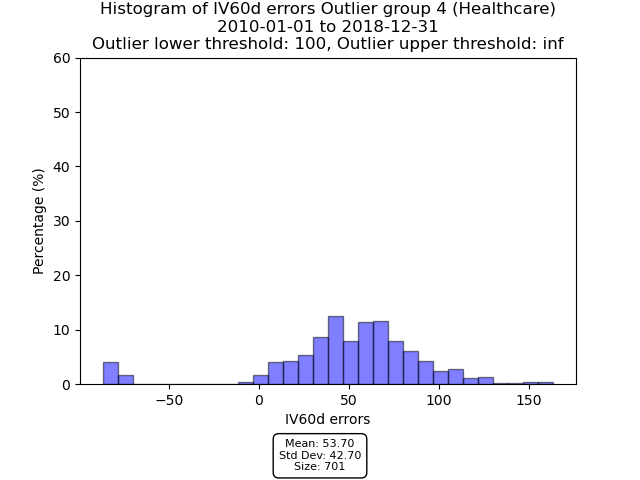 Histogram of IV60d errors Outlier group 4 (Healthcare)
2010-01-01 to 2018-12-31
Outlier lower threshold: 100, Outlier upper threshold: inf
60
50
40
30
20
10
0
Percentage (%)
−50
0
50
100
150
IV60d errors
Mean: 53.70
Std Dev: 42.70
Size: 701